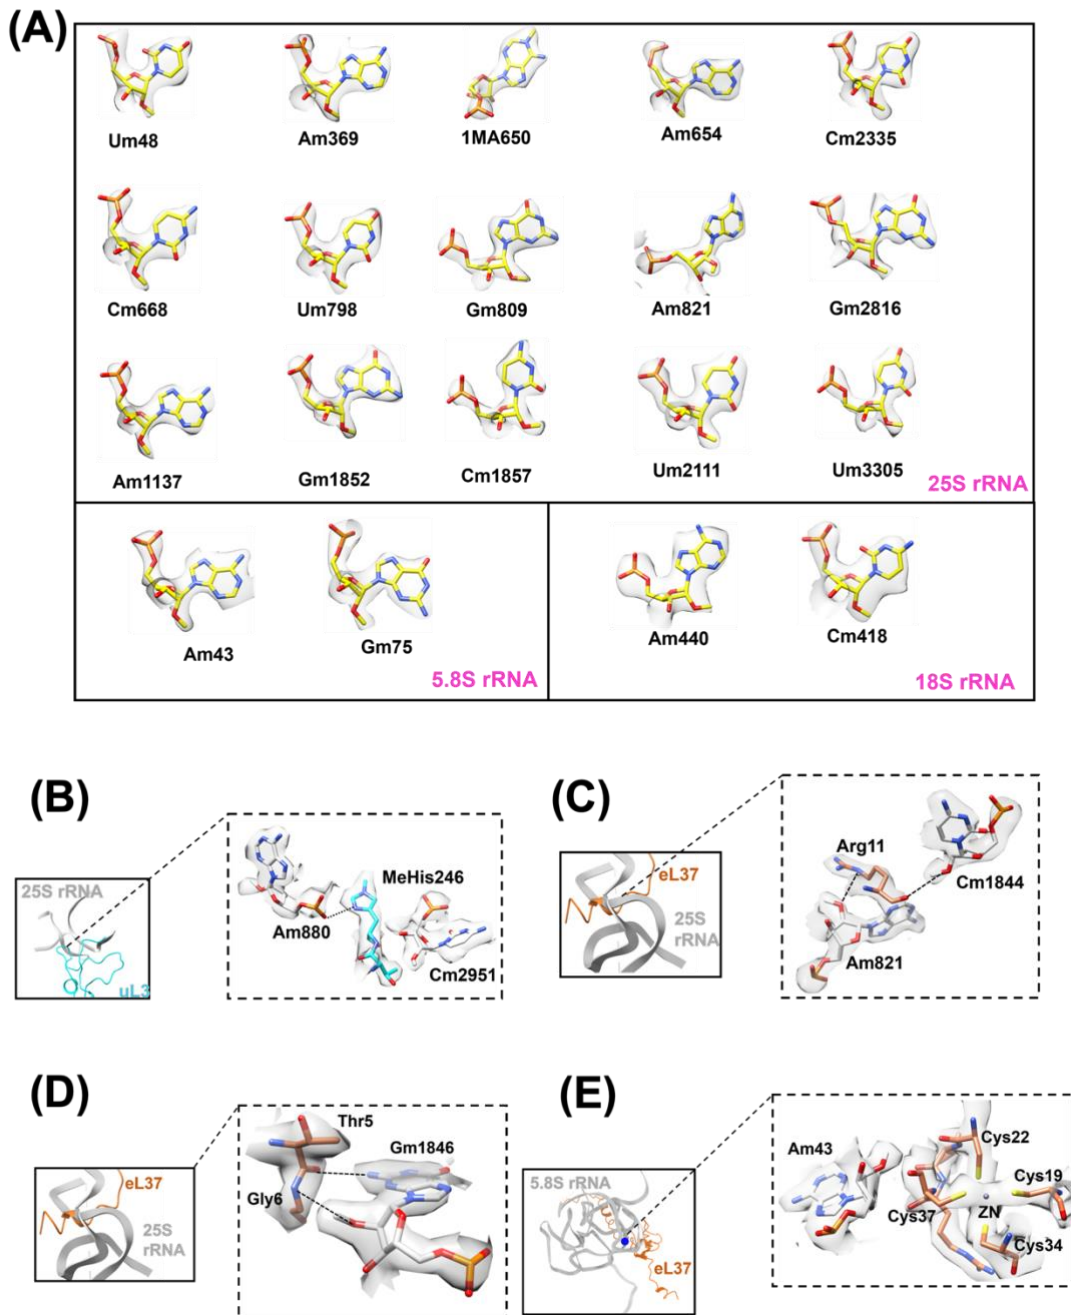 (A)
Um48
Am369
1MA650
Am654
Cm2335
Cm668
Um798
Gm809
Am821
Gm2816
Am1137
Gm1852
Cm1857
Um2111
Um3305
25S rRNA
Am43
Gm75
5.8S rRNA
Am440
Cm418
18S rRNA
(B)
25S rRNA
uL3
MeHis246
Am880
Cm2951
(C)
eL37
25S
rRNA
Arg11
Cm1844
Am821
(D)
eL37
25S
rRNA
Thr5
Gm1846
Gly6
(E)
5.8S rRNA
eL37
Am43
Cys22
Cys19
Cys37
ZN
Cys34